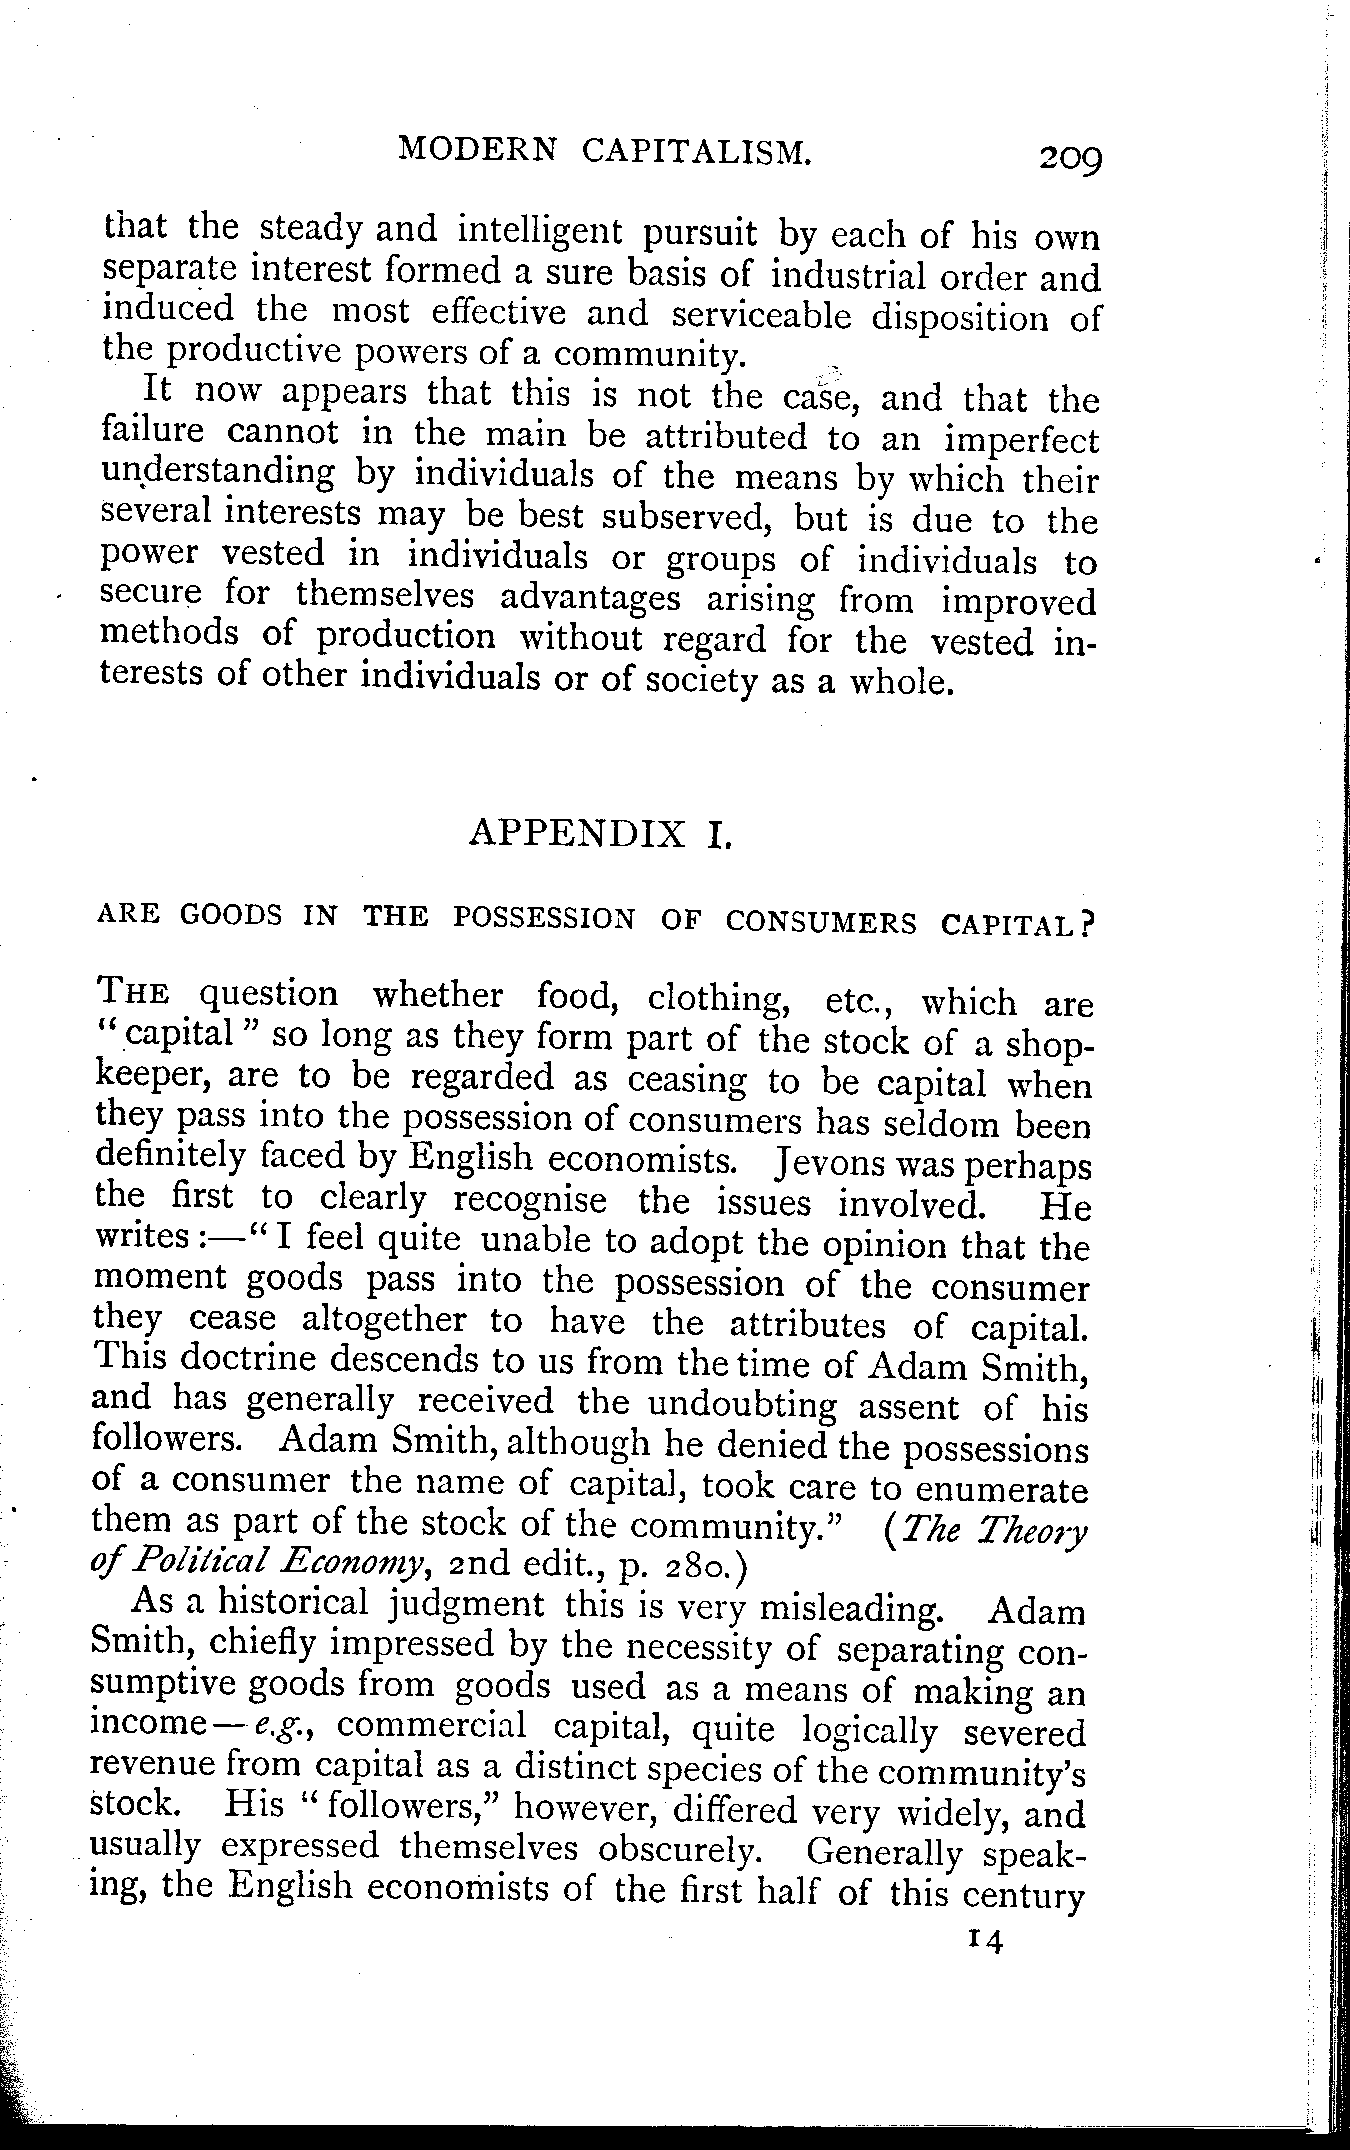 MODERN CAPITALISM. 209
that the steady and intelligent pursuit by each of his own
separate interest formed a sure basis of industrial order and
induced the most effective and serviceable disposition of
the productive powers of a community.
It now appears that this is not the case, and that the
failure cannot in the main be attributed to an imperfect
understanding by individuals of the means by which their
several interests may be best subserved, but is due to the
power vested in individuals or groups of individuals to
secure for themselves advantages arising from improved
methods of production without regard for the vested in-
terests of other individuals or of society as a whole.
APPENDIX I.
ARE GOODS IN THE POSSESSION OF CONSUMERS CAPITAL?
THE question whether food, clothing, etc., which are
“capital” so long as they form part of the stock of a shop-
keeper, are to be regarded as ceasing to be capital when
they pass into the possession of consumers has seldom been
definitely faced by English economists. Jevons was perhaps
the first to clearly recognise the issues involved. He
writes:—“I feel quite unable to adopt the opinion that the
moment goods pass into the possession of the consumer
they cease altogether to have the attributes of capital.
This doctrine descends to us from the time of Adam Smith,
and has generally received the undoubting assent of his
followers. Adam Smith, although he denied the possessions
of a consumer the name of capital, took care to enumerate
them as part of the stock of the community.” (The Theory
of Political Economy, 2nd edit., p. 280.)
As a historical judgment this is very misleading. Adam
Smith, chiefly impressed by the necessity of separating con-
sumptive goods from goods used as a means of making an
income—e.g., commercial capital, quite logically severed
revenue from capital as a distinct species of the community’s
stock. His “followers,” however, differed very widely, and
usually expressed themselves obscurely. Generally speak-
ing, the English economists of the first half of this century
14